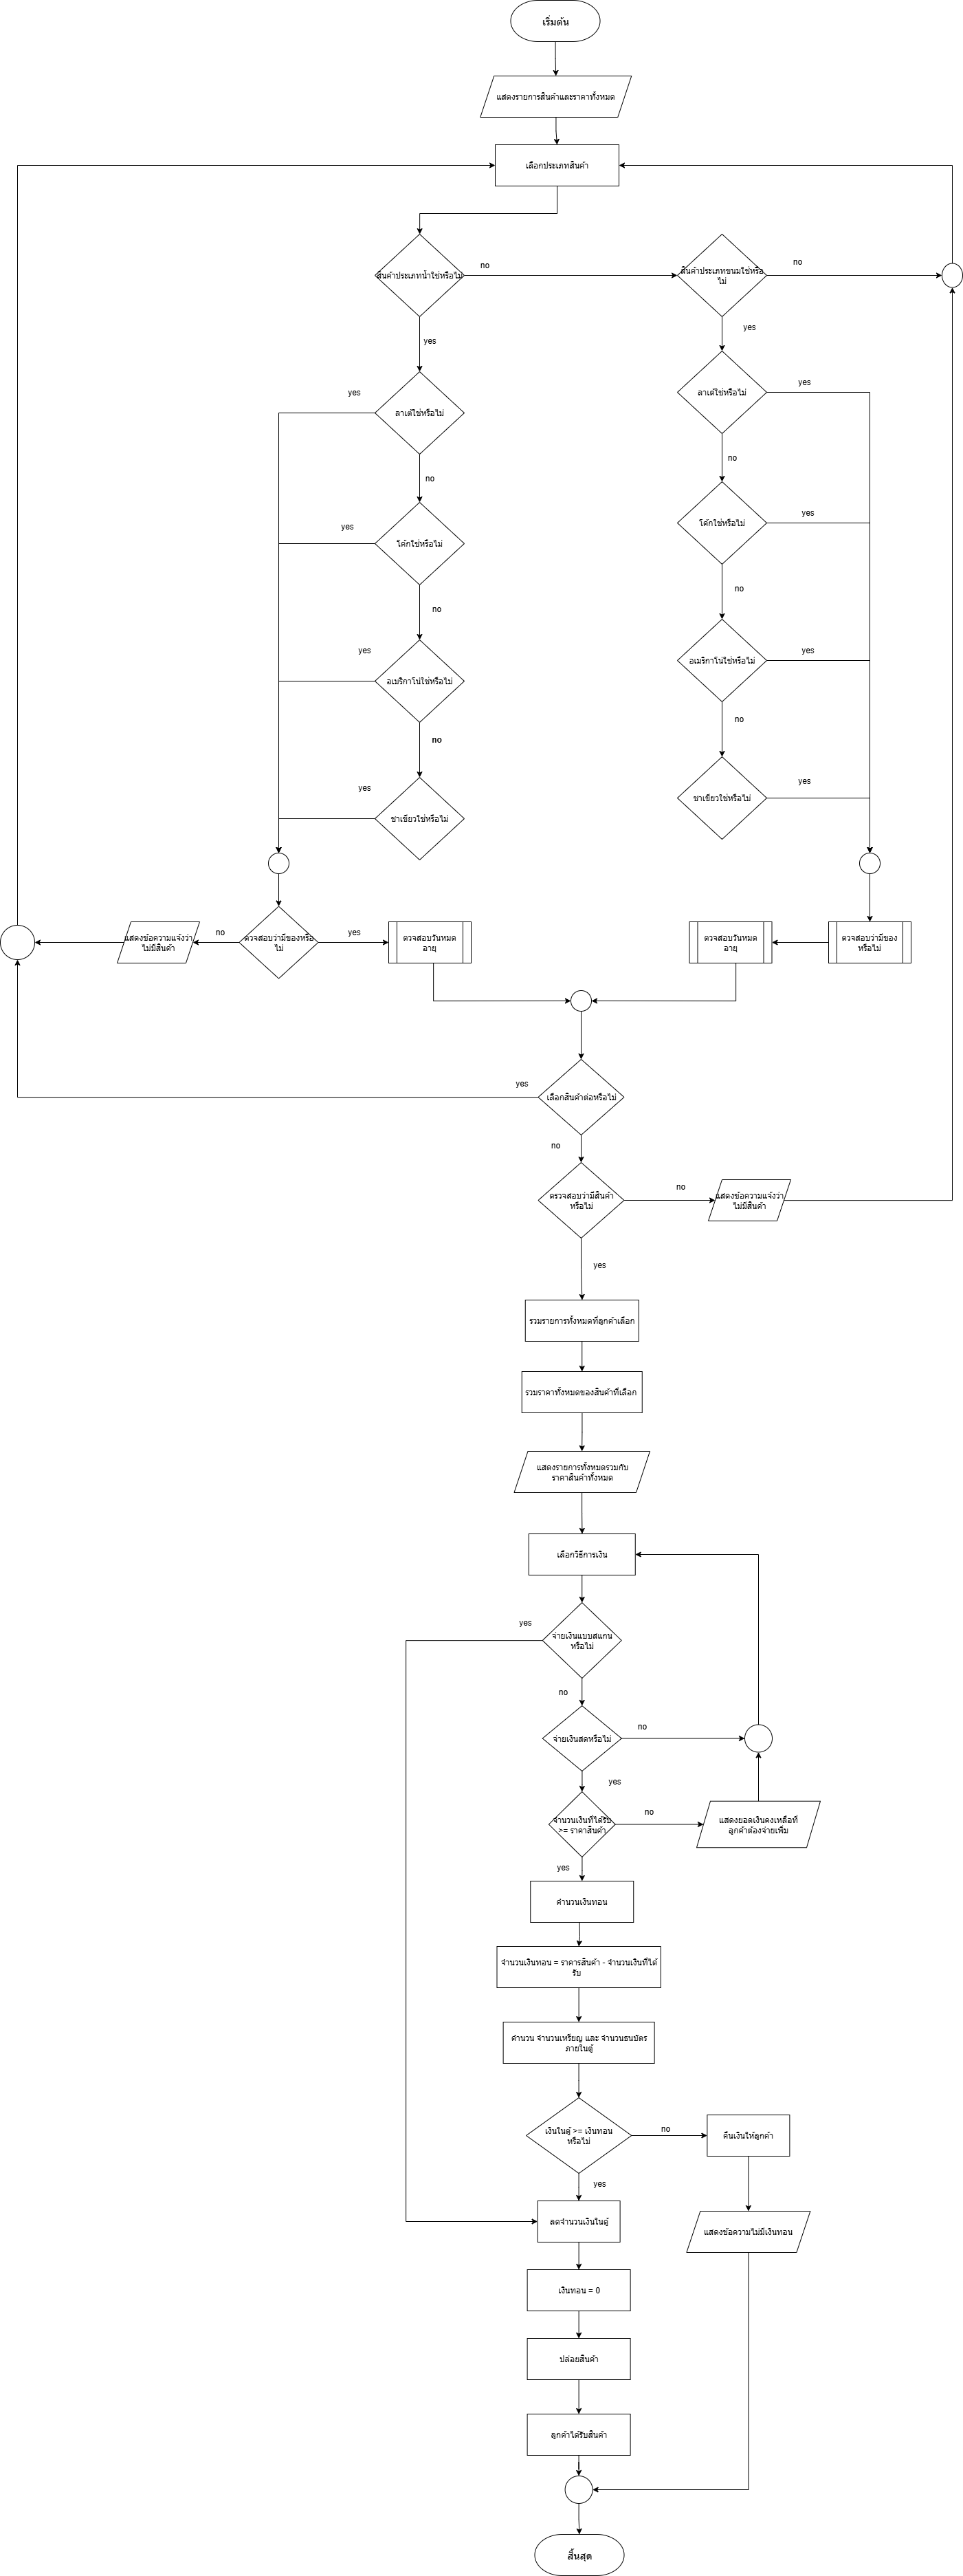 เริ่มต้น
แสดงรายการสินค้าและราคาทั้งหมด
เลือกประเภทสินค้า
สินค้าประเภทน้ำใช่หรือไม่
no
สินค้าประเภทขนมใช่หรือ
ไม่
no
yes
yes
ลาเต้ใช่หรือไม่
yes
ลาเต้ใช่หรือไม่
yes
no
no
โค้กใช่หรือไม่
yes
โค้กใช่หรือไม่
yes
no
no
อเมริกาโน่ใช่หรือไม่
yes
อเมริกาโน่ใช่หรือไม่
yes
no
no
ชาเขียวใช่หรือไม่
yes
ชาเขียวใช่หรือไม่
yes
แสดงข้อความแจ้งว่า
ไม่มีสินค้า
no
ตวจสอบว่ามีของหรือ
ไม่
yes
ตวจสอบวันหมด
อายุ
ตวจสอบวันหมด
อายุ
ตวจสอบว่ามีของ
หรือไม่
yes
เลือกสินค้าต่อหรือไม่
no
ตรวจสอบว่ามีสินค้า
หรือไม่
no
แสดงข้อความแจ้งว่า
ไม่มีสินค้า
yes
รวมรายการทั้งหมดที่ลูกค้าเลือก
รวมราคาทั้งหมดของสินค้าที่เลือก
แสดงรายการทั้งหมดรวมกับ
ราคาสินค้าทั้งหมด
เลือกวิธีการเงิน
yes
จ่ายเงินแบบสแกน
หรือไม่
no
จ่ายเงินสดหรือไม่
no
yes
จำนวนเงินที่ได้รับ
>= ราคาสินค้า
no
แสดงยอดเงินคงเหลือที่
ลูกค้าต้องจ่ายเพิ่ม
yes
คำนวนเงินทอน
จำนวนเงินทอน = ราคารสินค้า - จำนวนเงินที่ได้
รับ
คำนวน จำนวนเหรียญ และ จำนวนธนบัตร
ภายในตู้
เงินในตู้ >= เงินทอน
หรือไม่
no
คืนเงินให้ลูกค้า
yes
ลดจำนวนเงินในตู้
แสดงข้อความไม่มีเงินทอน
เงินทอน = 0
ปล่อยสินค้า
ลูกค้าได้รับสินค้า
สิ้นสุด